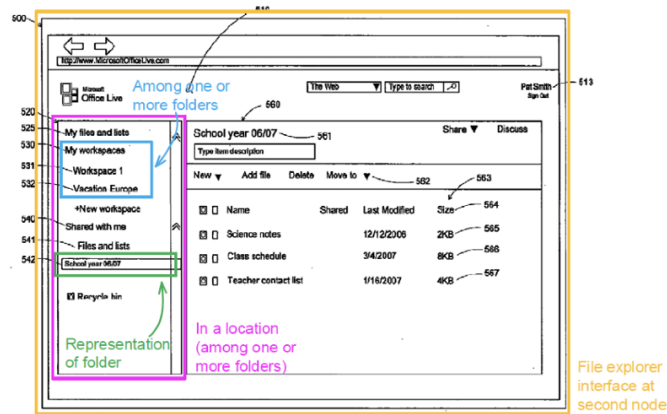 500
http://www.MicrosoftOfficeLive.com
Microsoft
Office Live
Among one or
more folders
The Web ▼ Type to search
Pat Smith
Sign Out
513
520
525
530
531
532
540
541
542
My files and lists
My workspaces
Workspace 1
Vacation Europe
+New workspace
Shared with me
Files and lists
School year 06/07
Recycle bin
Representation
of folder
In a location
(among one or
more folders)
560
School year 06/07
561
Share ▼ Discuss
Type item description
New ▼ Add file Delete Move to ▼
562
563
Name Shared Last Modified Size
564
Science notes 12/12/2006 2KB
565
Class schedule 3/4/2007 8KB
566
Teacher contact list 1/16/2007 4KB
567
File explorer
interface at
second node